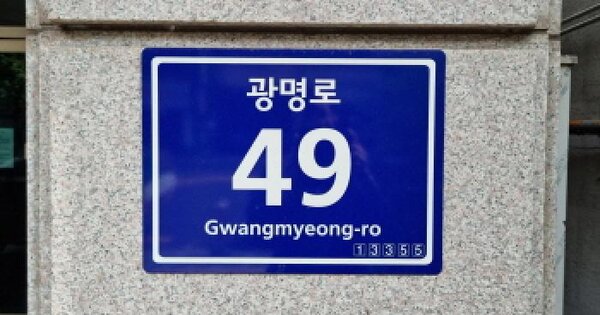 광명로
49
Gwangmyeong-ro
13355